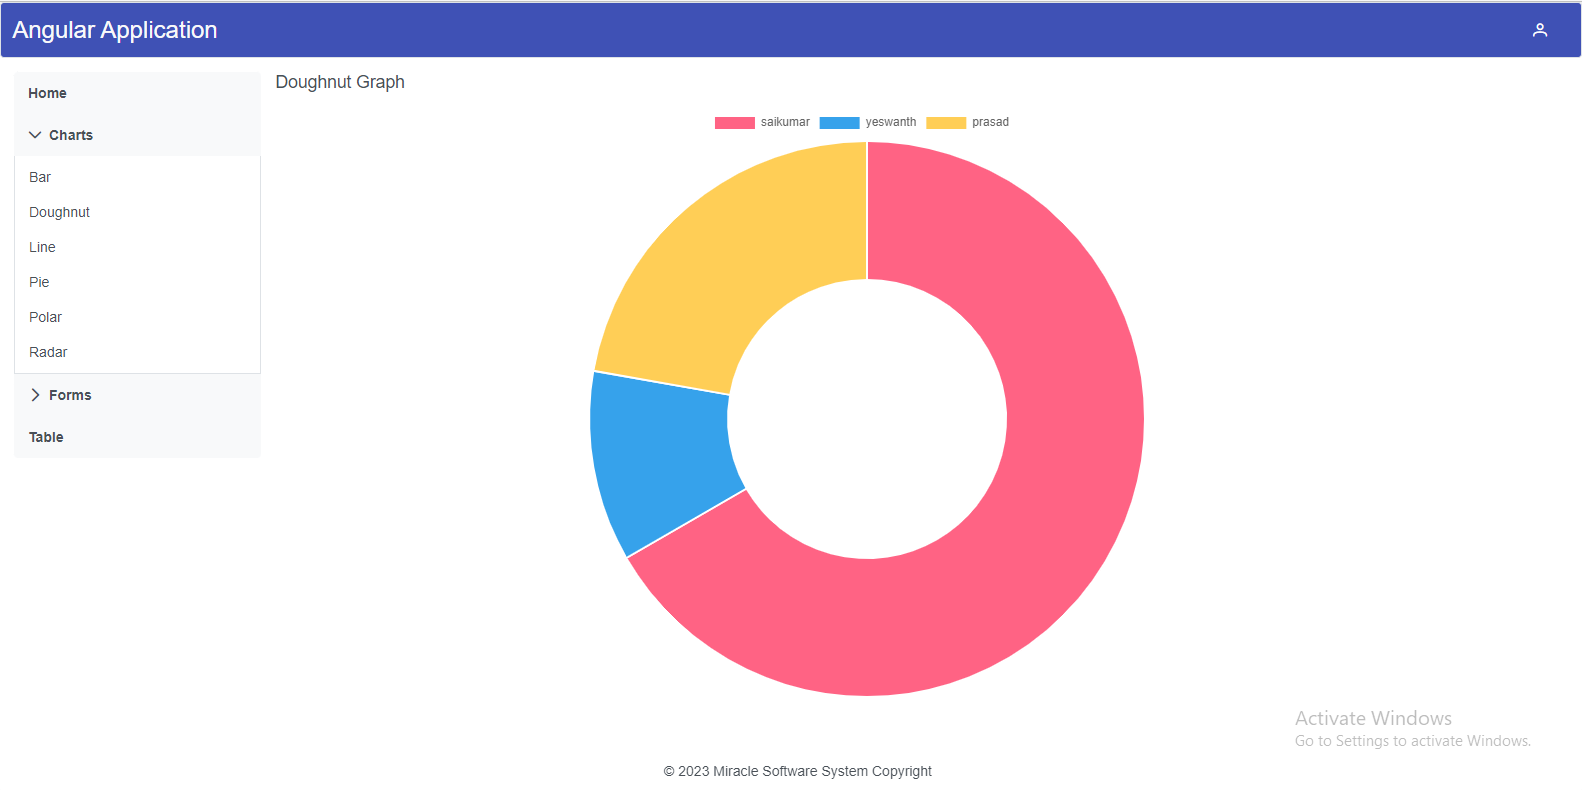 Angular Application
Home
Charts
Bar
Doughnut
Line
Pie
Polar
Radar
Forms
Table
Doughnut Graph
saikumar yeswanth prasad
Activate Windows
Go to Settings to activate Windows.
© 2023 Miracle Software System Copyright